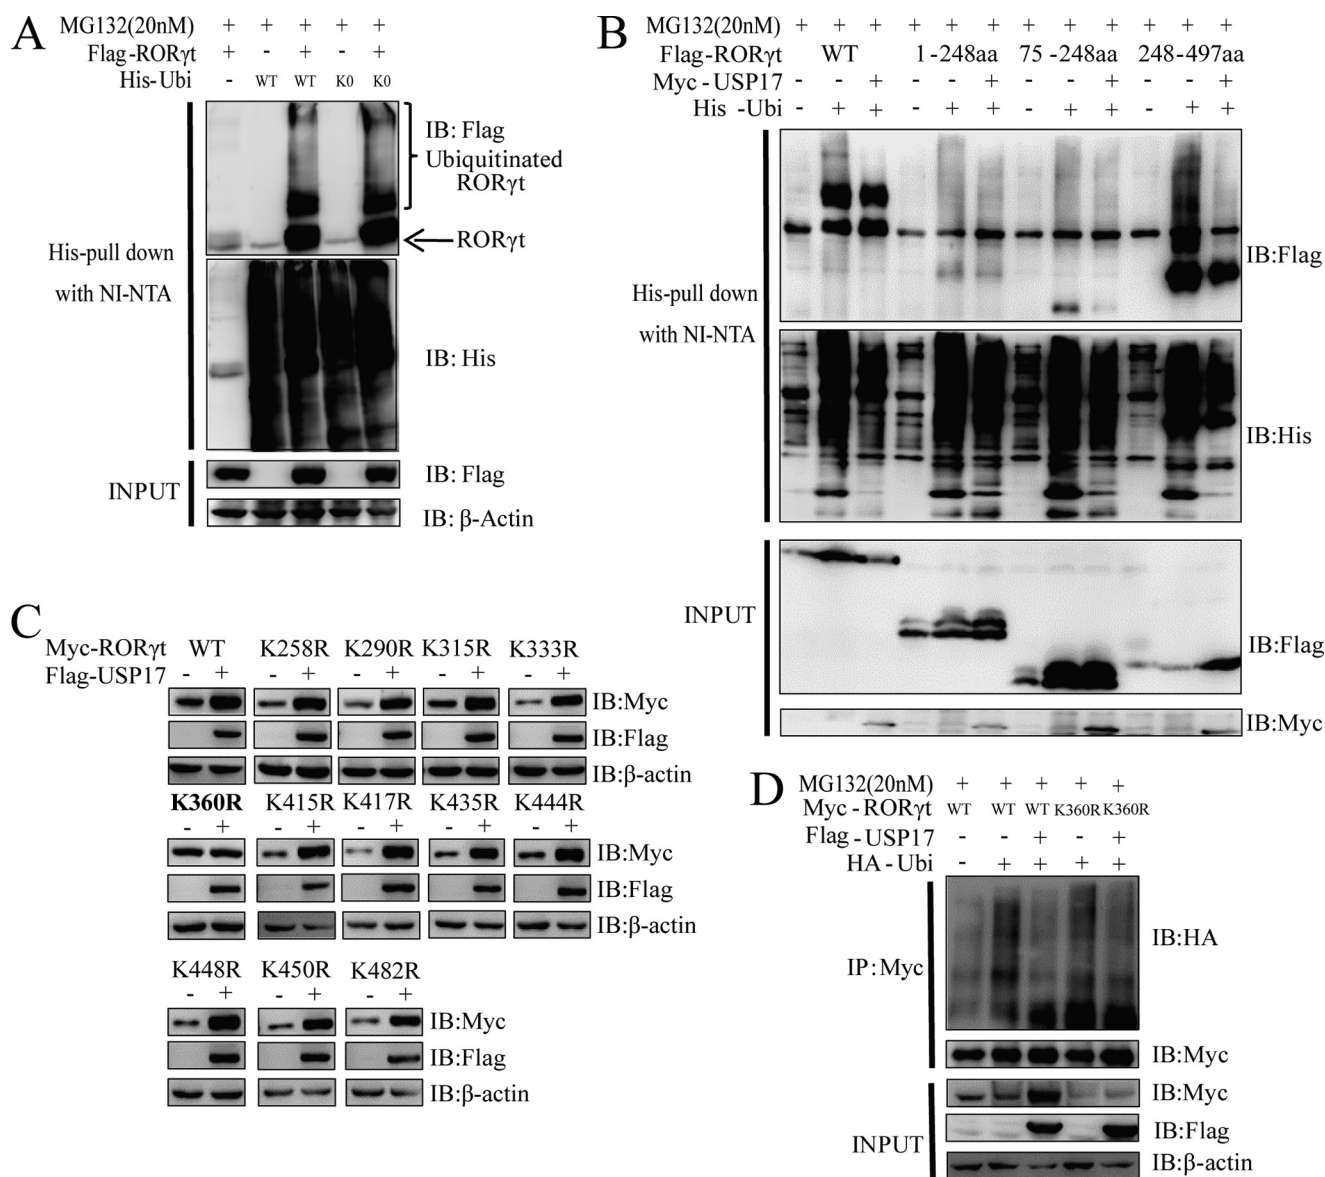 A
MG132(20nM) + + + + +
Flag-RORγt + - + - +
His-Ubi - WT WT K0 K0
IB: Flag
Ubiquitinated
RORγt
RORγt
His-pull down
with NI-NTA
IB: His
INPUT
IB: Flag
IB: β-Actin
B
MG132(20nM) + + + + + + + + + + + +
Flag-RORγt WT 1-248aa 75-248aa 248-497aa
Myc-USP17 - - + - - + - - + - - +
His-Ubi - + + - + + - + + - + +
IB:Flag
His-pull down
with NI-NTA
IB:His
INPUT
IB:Flag
IB:Myc
C
Myc-RORγt WT K258R K290R K315R K333R
Flag-USP17 - + - + - + - + - +
IB:Myc
IB:Flag
IB:β-actin
K360R K415R K417R K435R K444R
- + - + - + - + - +
IB:Myc
IB:Flag
IB:β-actin
K448R K450R K482R
- + - + - +
IB:Myc
IB:Flag
IB:β-actin
D
MG132(20nM) + + + + +
Myc-RORγt WT WT WT K360R K360R
Flag-USP17 - - + - +
HA-Ubi - + + + +
IB:HA
IP:Myc
IB:Myc
INPUT
IB:Myc
IB:Flag
IB:β-actin